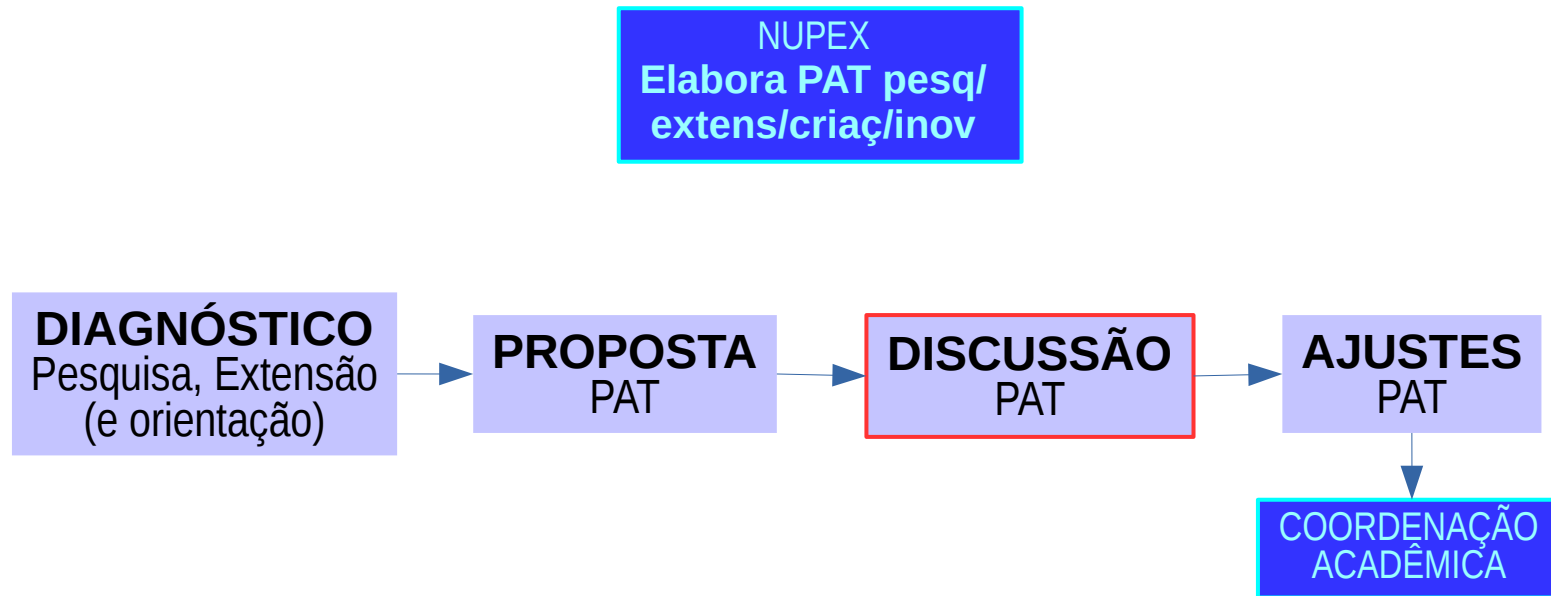 NUPEX
Elabora PAT pesq/
extens/criaç/inov
DIAGNÓSTICO
Pesquisa, Extensão
(e orientação)
PROPOSTA
PAT
DISCUSSÃO
PAT
AJUSTES
PAT
COORDENAÇÃO
ACADÊMICA